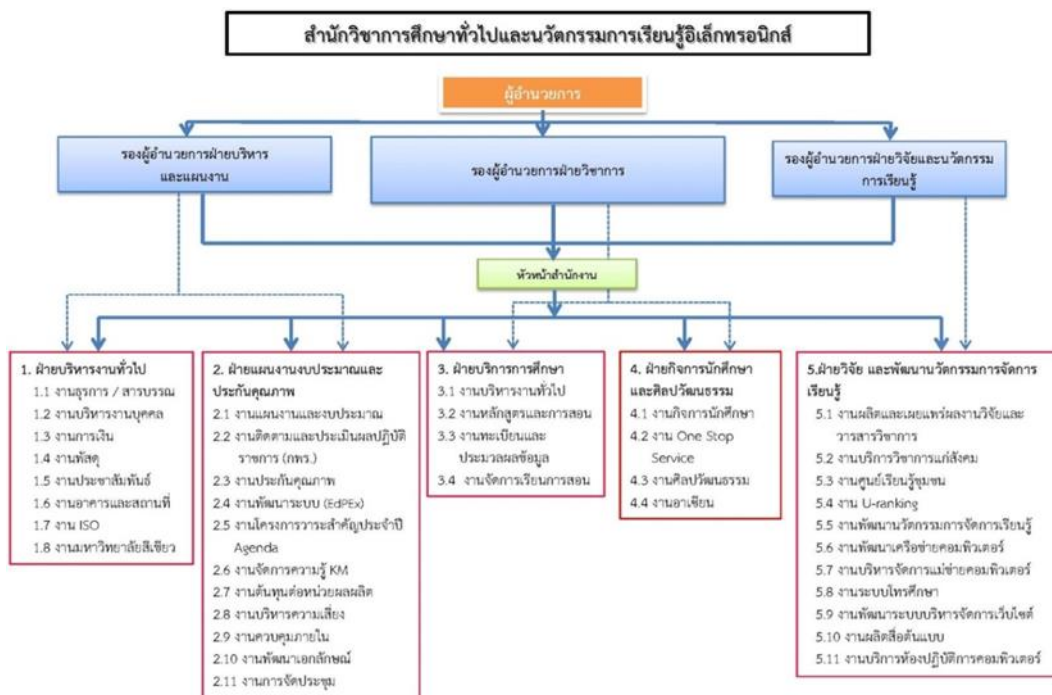 สำนักวิชาการศึกษาทั่วไปและนวัตกรรมการเรียนรู้อิเล็กทรอนิกส์
ผู้อำนวยการ
รองผู้อำนวยการฝ่ายบริหาร
และแผนงาน
รองผู้อำนวยการฝ่ายวิชาการ
รองผู้อำนวยการฝ่ายวิจัยและนวัตกรรม
การเรียนรู้
หัวหน้าสำนักงาน
1. ฝ่ายบริหารงานทั่วไป
1.1 งานธุรการ / สารบรรณ
1.2 งานบริหารงานบุคคล
1.3 งานการเงิน
1.4 งานพัสดุ
1.5 งานประชาสัมพันธ์
1.6 งานอาคารและสถานที่
1.7 งาน ISO
1.8 งานมหาวิทยาลัยสีเขียว
2. ฝ่ายแผนงานงบประมาณและ
ประกันคุณภาพ
2.1 งานแผนงานและงบประมาณ
2.2 งานติดตามและประเมินผลปฏิบัติ
ราชการ (กพร.)
2.3 งานประกันคุณภาพ
2.4 งานพัฒนาระบบ (EdPEx)
2.5 งานโครงการวาระสำคัญประจำปี
Agenda
2.6 งานจัดการความรู้ KM
2.7 งานต้นทุนต่อหน่วยผลผลิต
2.8 งานบริหารความเสี่ยง
2.9 งานควบคุมภายใน
2.10 งานพัฒนาเอกลักษณ์
2.11 งานการจัดประชุม
3. ฝ่ายบริการการศึกษา
3.1 งานบริหารงานทั่วไป
3.2 งานหลักสูตรและการสอน
3.3 งานทะเบียนและ
ประมวลผลข้อมูล
3.4 งานจัดการเรียนการสอน
4. ฝ่ายกิจการนักศึกษา
และศิลปวัฒนธรรม
4.1 งานกิจการนักศึกษา
4.2 งาน One Stop
Service
4.3 งานศิลปวัฒนธรรม
4.4 งานอาเซียน
5.ฝ่ายวิจัย และพัฒนานวัตกรรมการจัดการ
เรียนรู้
5.1 งานผลิตและเผยแพร่ผลงานวิจัยและ
วารสารวิชาการ
5.2 งานบริการวิชาการแก่สังคม
5.3 งานศูนย์เรียนรู้ชุมชน
5.4 งาน U-ranking
5.5 งานพัฒนานวัตกรรมการจัดการเรียนรู้
5.6 งานพัฒนาเครือข่ายคอมพิวเตอร์
5.7 งานบริหารจัดการแม่ข่ายคอมพิวเตอร์
5.8 งานระบบโทรศึกษา
5.9 งานพัฒนาระบบบริหารจัดการเว็บไซต์
5.10 งานผลิตสื่อต้นแบบ
5.11 งานบริการห้องปฏิบัติการคอมพิวเตอร์